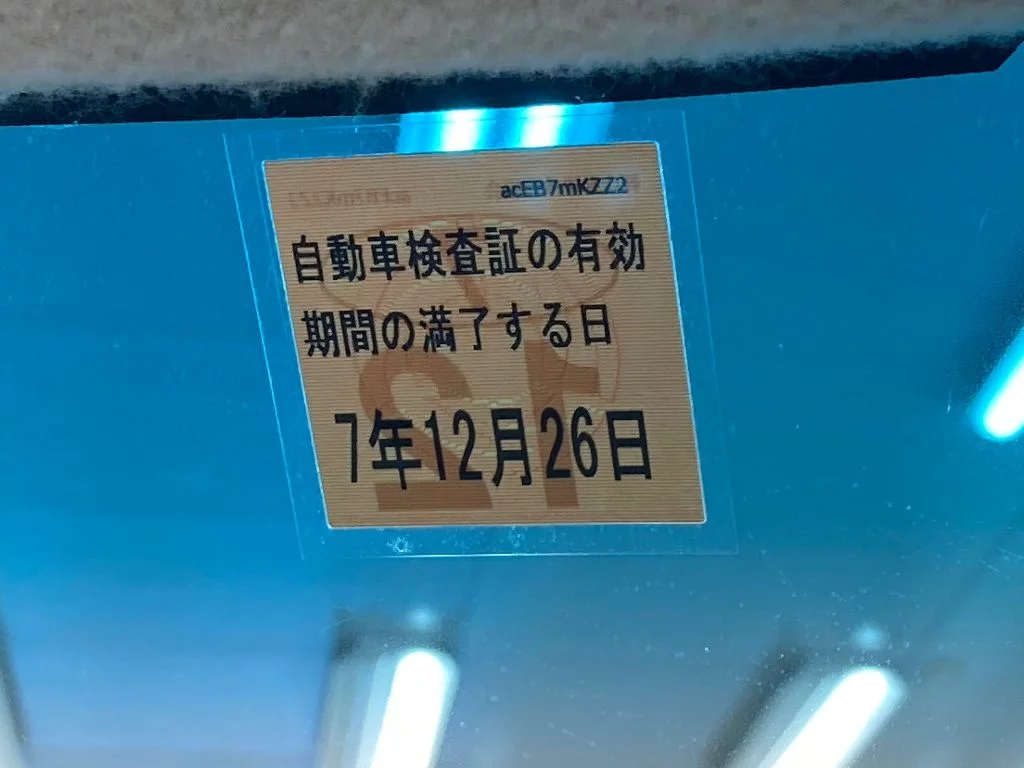 acEB7mKZZ2
自動車検査証の有効
期間の満了する日
7年12月26日